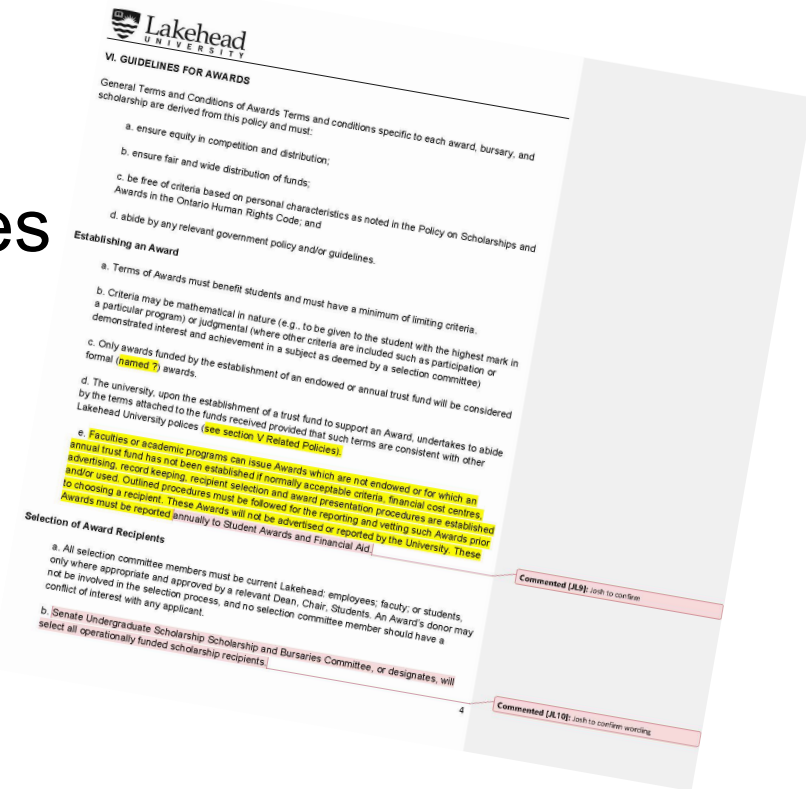 Lakehead
UNIVERSITY
VI. GUIDELINES FOR AWARDS
General Terms and Conditions of Awards Terms and conditions specific to each award, bursary, and
scholarship are derived from this policy and must:
a. ensure equity in competition and distribution;
b. ensure fair and wide distribution of funds;
c. be free of criteria based on personal characteristics as noted in the Policy on Scholarships and
Awards in the Ontario Human Rights Code; and
d. abide by any relevant government policy and/or guidelines.
es
Establishing an Award
a. Terms of Awards must benefit students and must have a minimum of limiting criteria.
b. Criteria may be mathematical in nature (e.g., to be given to the student with the highest mark in
a particular program) or judgmental (where other criteria are included such as participation or
demonstrated interest and achievement in a subject as deemed by a selection committee)
c. Only awards funded by the establishment of an endowed or annual trust fund will be considered
formal (named ?) awards.
d. The university, upon the establishment of a trust fund to support an Award, undertakes to abide
by the terms attached to the funds received provided that such terms are consistent with other
Lakehead University polices (see section V Related Policies).
e. Faculties or academic programs can issue Awards which are not endowed or for which an
annual trust fund has not been established if normally acceptable criteria, financial cost centres,
advertising, record keeping, recipient selection and award presentation procedures are established
and/or used. Outlined procedures must be followed for the reporting and vetting such Awards prior
to choosing a recipient. These Awards will not be advertised or reported by the University. These
Awards must be reported annually to Student Awards and Financial Aid.
Commented [JL9]: Josh to confirm
Selection of Award Recipients
a. All selection committee members must be current Lakehead: employees; faculty; or students,
only where appropriate and approved by a relevant Dean, Chair, Students. An Award's donor may
not be involved in the selection process, and no selection committee member should have a
conflict of interest with any applicant.
b. Senate Undergraduate Scholarship Scholarship and Bursaries Committee, or designates, will
select all operationally funded scholarship recipients.
Commented [JL10]: Josh to confirm wording
4